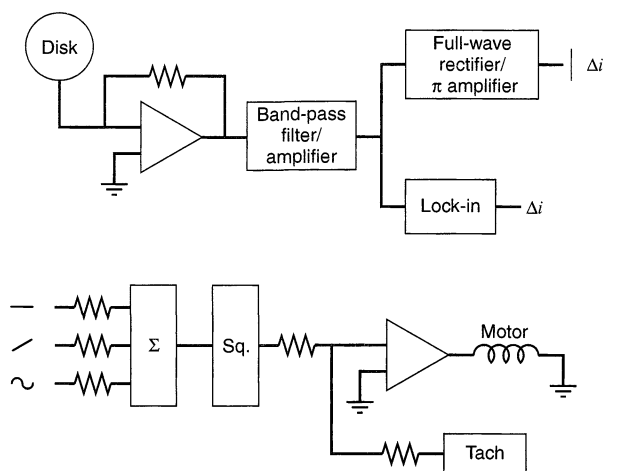 Disk
Full-wave
rectifier/
π amplifier
| Δi |
Band-pass
filter/
amplifier
Lock-in
Δi
Σ
Sq.
Motor
Tach